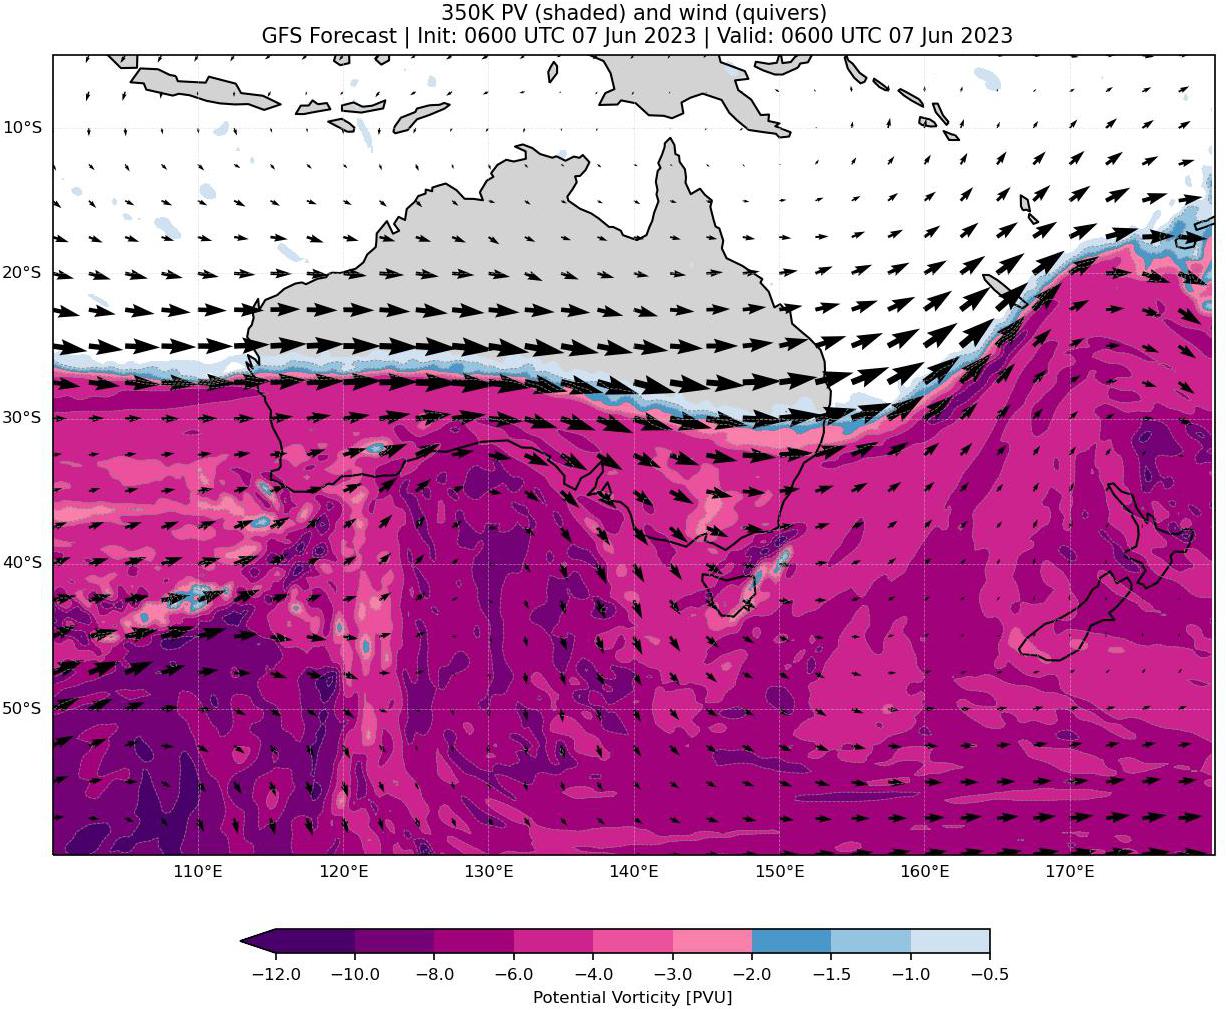 350K PV (shaded) and wind (quivers)
GFS Forecast | Init: 0600 UTC 07 Jun 2023 | Valid: 0600 UTC 07 Jun 2023
10°S
20°S
30°S
40°S
50°S
110°E 120°E 130°E 140°E 150°E 160°E 170°E
−12.0 −10.0 −8.0 −6.0 −4.0 −3.0 −2.0 −1.5 −1.0 −0.5
Potential Vorticity [PVU]